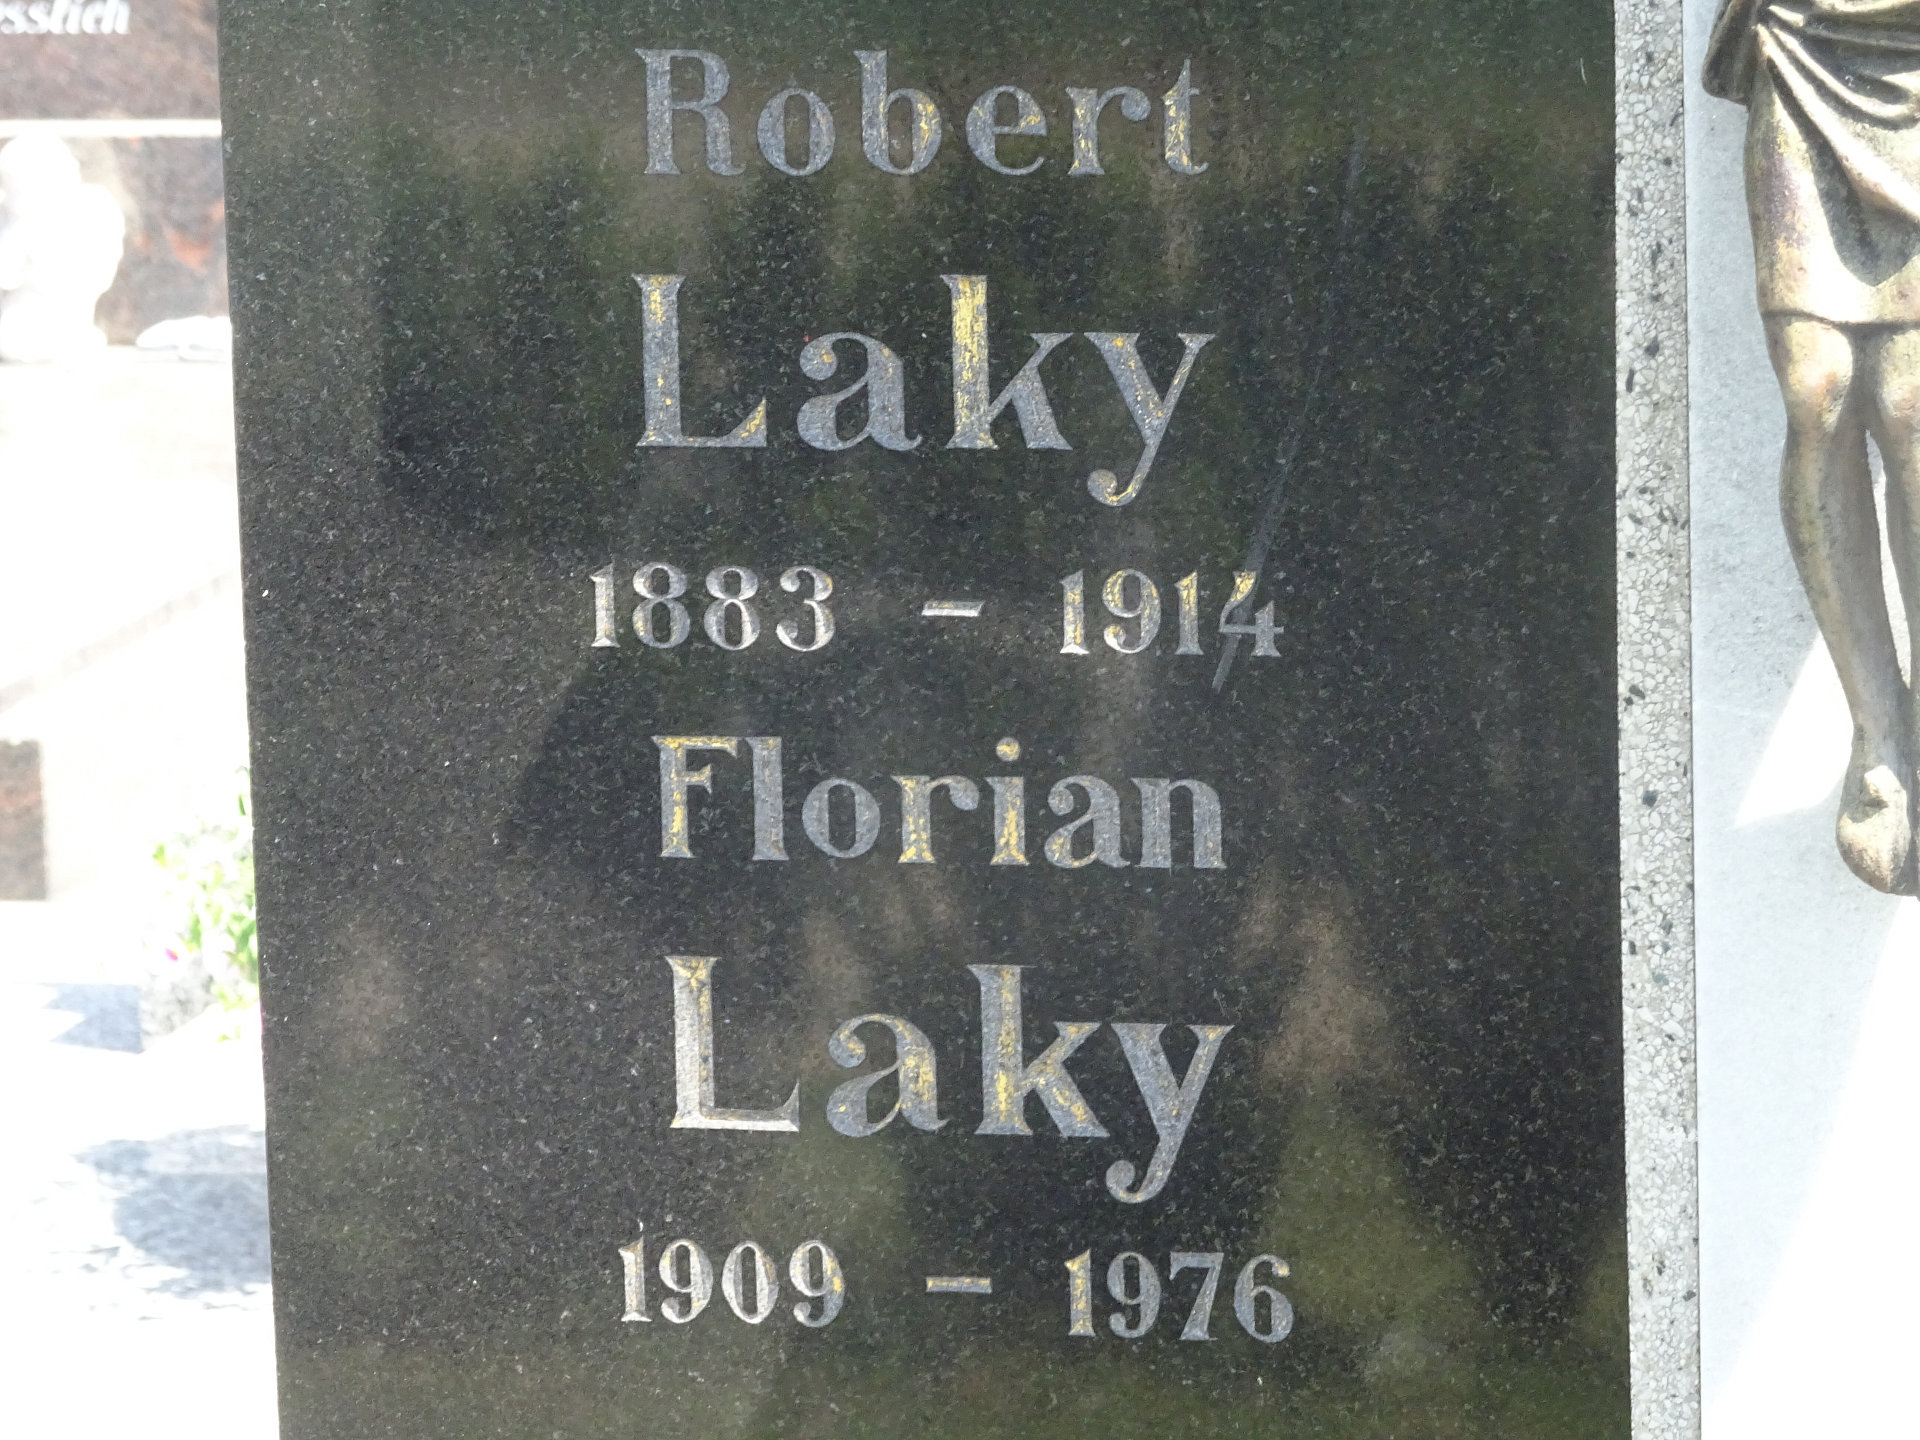 Robert
Laky
1883 – 1914
Florian
Laky
1909 – 1976